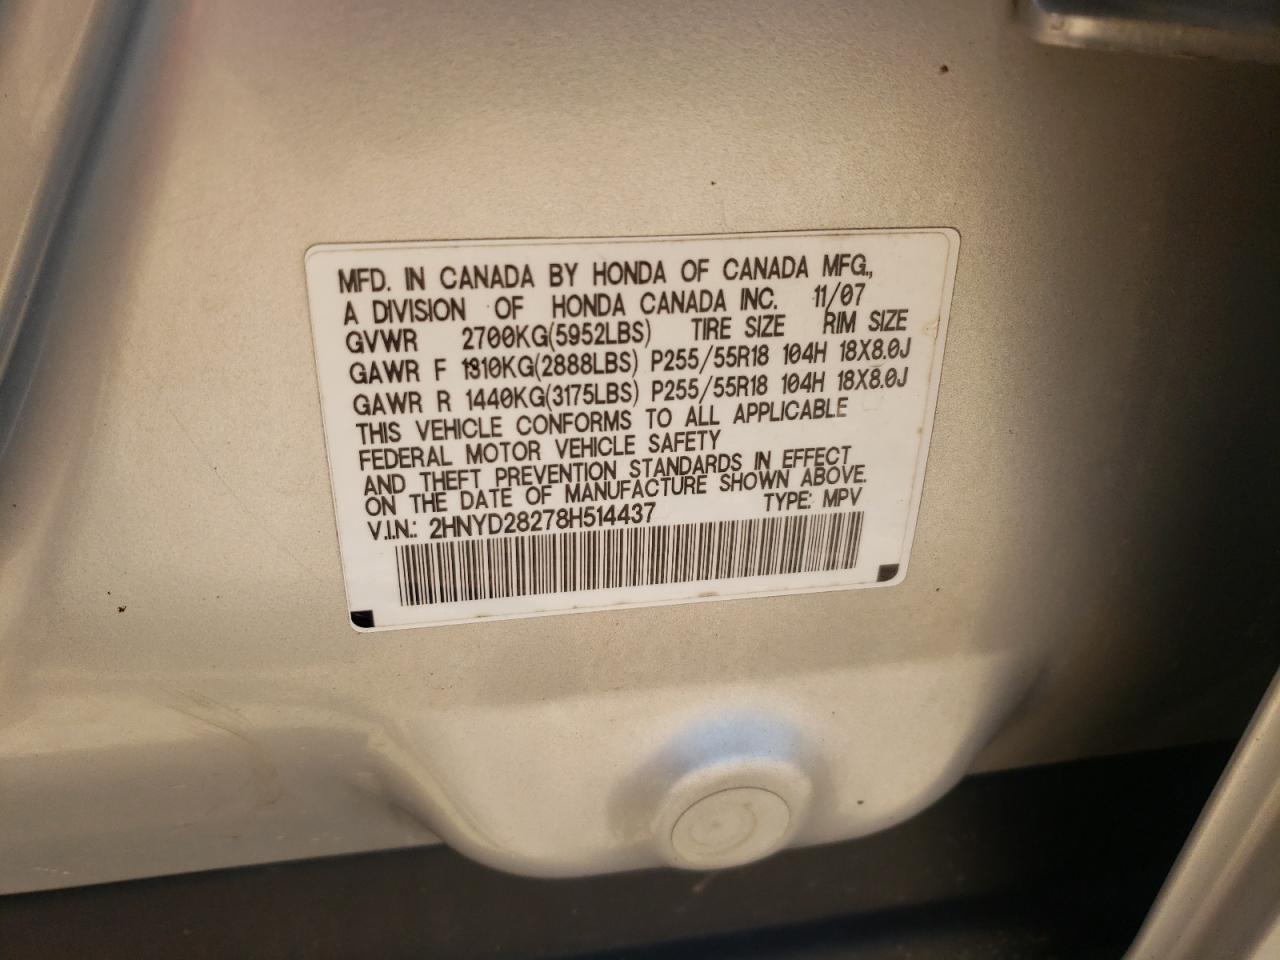 MFD. IN CANADA BY HONDA OF CANADA MFG.,
A DIVISION OF HONDA CANADA INC. 11/07
GVWR 2700KG(5952LBS) TIRE SIZE RIM SIZE
GAWR F 1310KG(2888LBS) P255/55R18 104H 18X8.0J
GAWR R 1440KG(3175LBS) P255/55R18 104H 18X8.0J
THIS VEHICLE CONFORMS TO ALL APPLICABLE
FEDERAL MOTOR VEHICLE SAFETY
AND THEFT PREVENTION STANDARDS IN EFFECT
ON THE DATE OF MANUFACTURE SHOWN ABOVE.
V.I.N.: 2HNYD28278H514437 TYPE: MPV